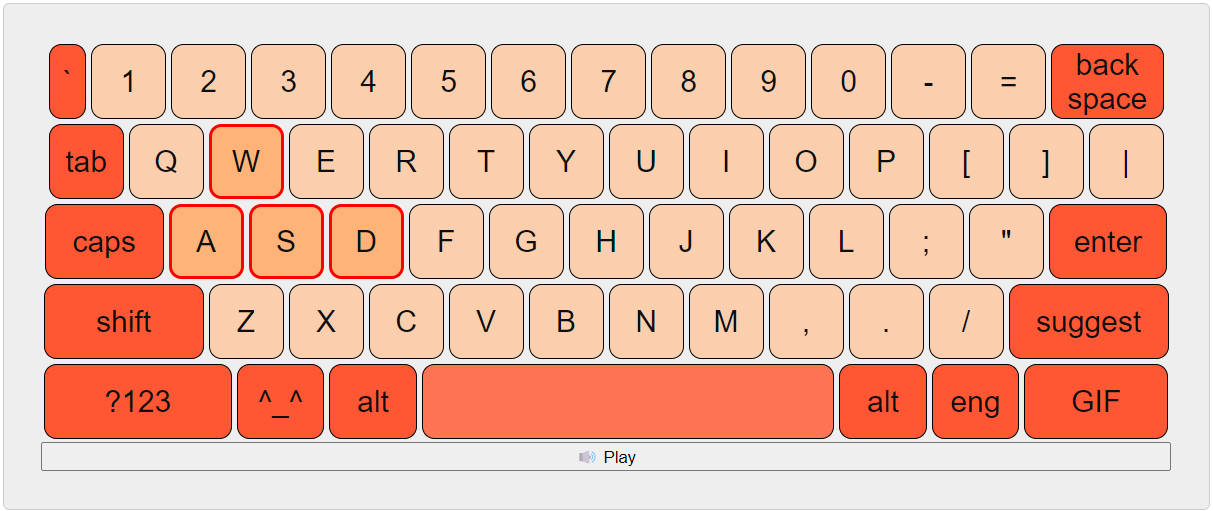 ` 1 2 3 4 5 6 7 8 9 0 - = back space
tab Q W E R T Y U I O P [ ] |
caps A S D F G H J K L ; " enter
shift Z X C V B N M , . / suggest
?123 ^_^ alt alt eng GIF
Play